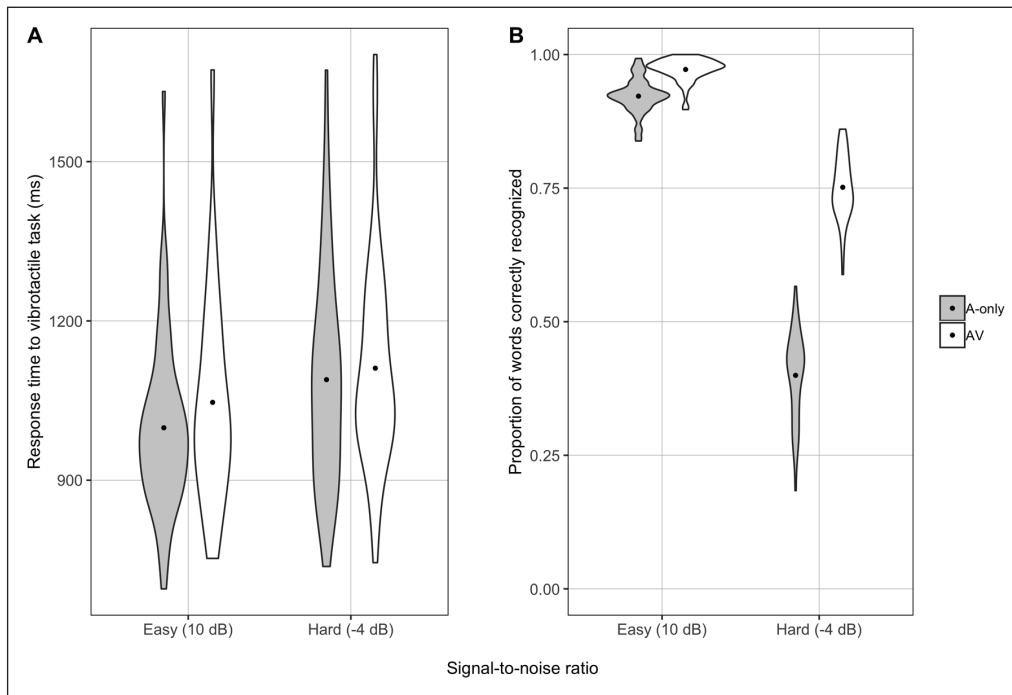 A
Response time to vibrotactile task (ms)
1500
1200
900
Easy (10 dB)
Hard (-4 dB)
B
Proportion of words correctly recognized
1.00
0.75
0.50
0.25
0.00
Easy (10 dB)
Hard (-4 dB)
A-only
AV
Signal-to-noise ratio